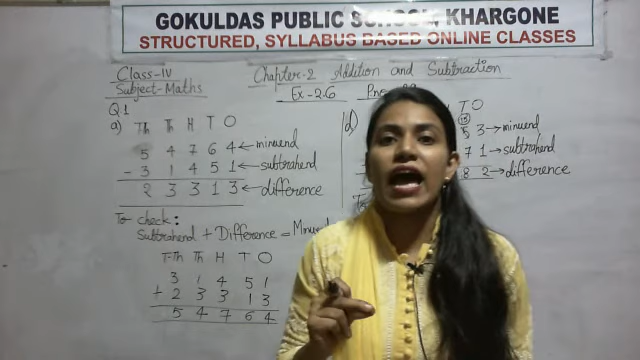 GOKULDAS PUBLIC SCHOOL, KHARGONE
STRUCTURED, SYLLABUS BASED ONLINE CLASSES
Class-IV
Subject-Maths
Chapter-2 Addition and Subtraction
Ex-2.6
Q1
a) Th Th H T O
5 4 7 6 4 ← minuend
- 3 1 4 5 1 ← subtrahend
2 3 3 1 3 ← difference
To check:
Subtrahend + Difference = Minuend
T-Th Th H T O
3 1 4 5 1
+ 2 3 3 1 3
5 4 7 6 4
(d) T O
3 → minuend
7 1 → subtrahend
8 2 → difference